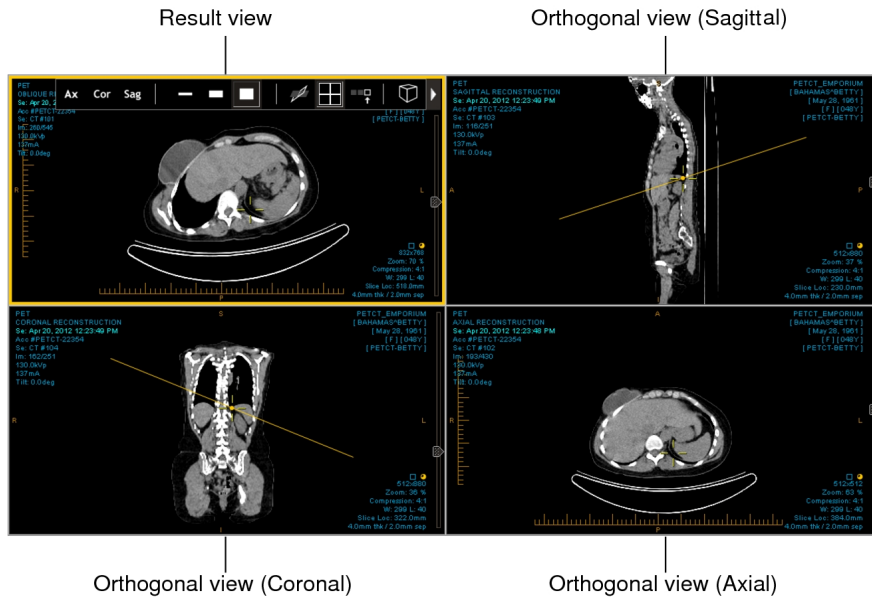 Result view
Orthogonal view (Sagittal)
PET
OBLIQUE RE
Se: Apr 20, 2
Acc #PETCT-22354
Se: CT #101
130.0kVp
137mA
Tilt: 0.0deg
Ax Cor Sag
[ F ] [ 048Y ]
[ PETCT-EMPORIUM ]
R
L
P
832x768
Zoom: 70 %
Compression: 4:1
W: 299 L: 40
Slice Loc: 518.0mm
4.0mm thk / 2.0mm sep
PET
SAGITTAL RECONSTRUCTION
Se: Apr 20, 2012 12:23:49 PM
Acc #PETCT-22354
Se: CT #103
Im: 116/251
130.0kVp
137mA
Tilt: 0.0deg
PETCT_EMPORIUM
[ BAHAMAS^BETTY ]
[ May 28, 1961 ]
[ F ] [ 048Y ]
[ PETCT-EMPORIUM ]
A
P
I
512x880
Zoom: 37 %
Compression: 4:1
W: 299 L: 40
Slice Loc: 230.0mm
4.0mm thk / 2.0mm sep
PET
CORONAL RECONSTRUCTION
Se: Apr 20, 2012 12:23:49 PM
Acc #PETCT-22354
Se: CT #104
Im: 162/251
130.0kVp
137mA
Tilt: 0.0deg
S
PETCT_EMPORIUM
[ BAHAMAS^BETTY ]
[ May 28, 1961 ]
[ F ] [ 048Y ]
[ PETCT-EMPORIUM ]
R
L
I
512x880
Zoom: 36 %
Compression: 4:1
W: 299 L: 40
Slice Loc: 322.0mm
4.0mm thk / 2.0mm sep
PET
AXIAL RECONSTRUCTION
Se: Apr 20, 2012 12:23:48 PM
Acc #PETCT-22354
Se: CT #102
Im: 193/430
130.0kVp
137mA
Tilt: 0.0deg
A
PETCT_EMPORIUM
[ BAHAMAS^BETTY ]
[ May 28, 1961 ]
[ F ] [ 048Y ]
[ PETCT-EMPORIUM ]
R
L
P
512x512
Zoom: 63 %
Compression: 4:1
W: 299 L: 40
Slice Loc: 384.0mm
4.0mm thk / 2.0mm sep
Orthogonal view (Coronal)
Orthogonal view (Axial)